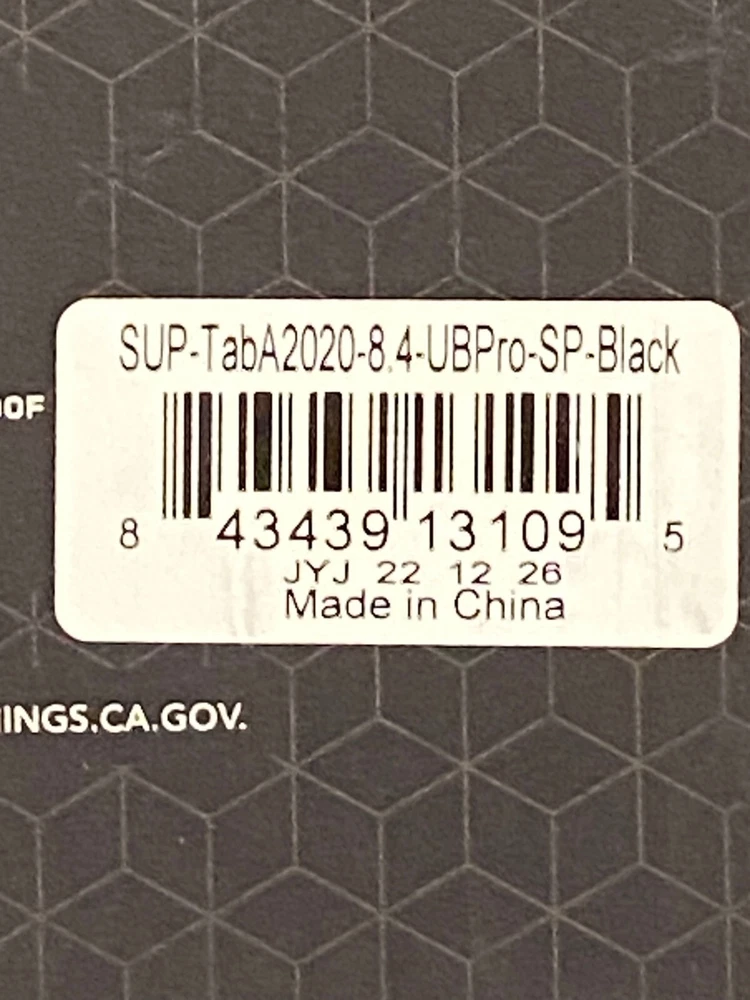 SUP-TabA2020-8.4-UBPro-SP-Black
OOF
8 43439 13109 5
JYJ 22 12 26
Made in China
INGS.CA.GOV.